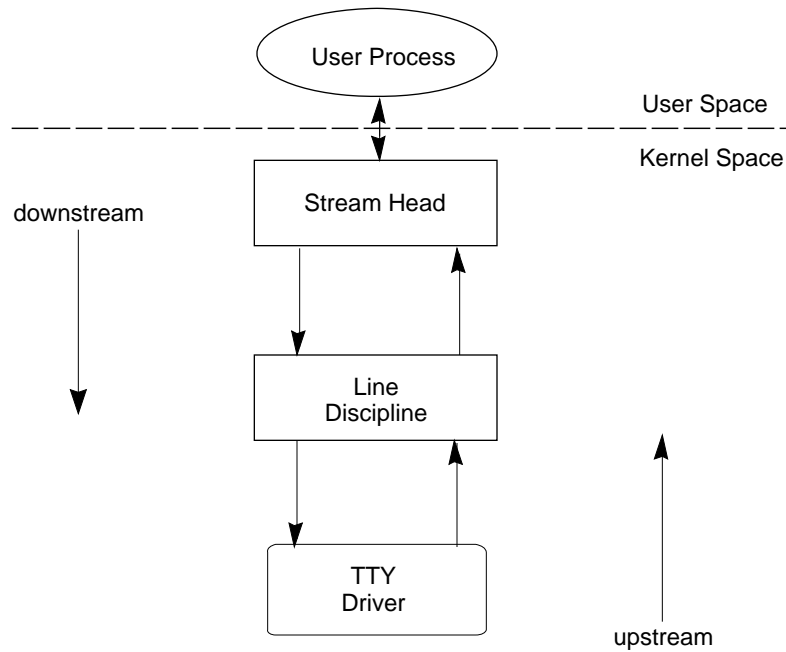 User Process
User Space
Kernel Space
Stream Head
downstream
Line
Discipline
TTY
Driver
upstream